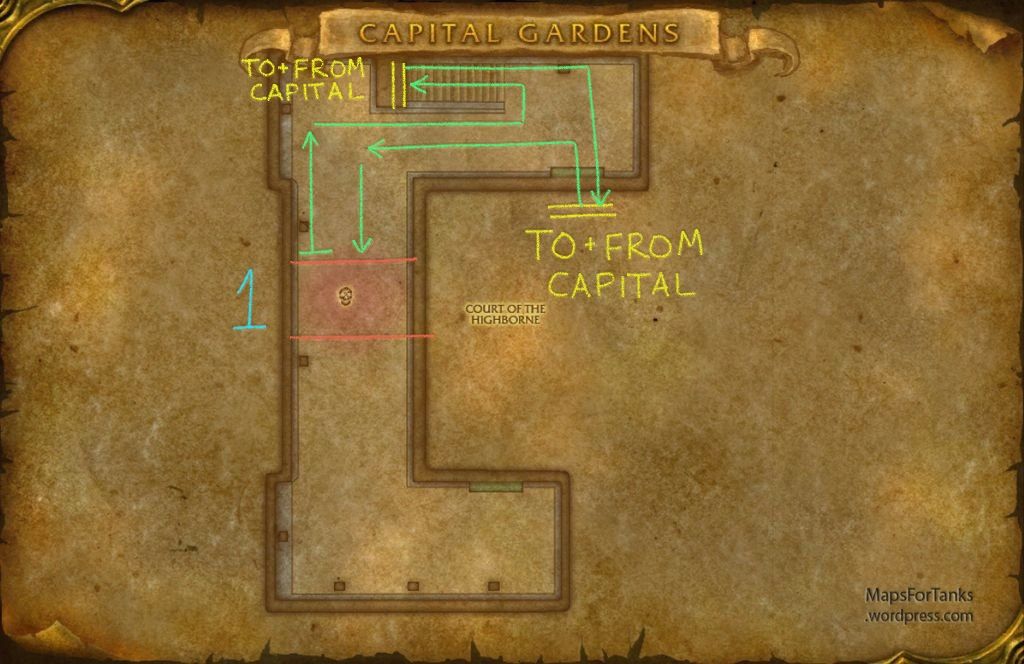 CAPITAL GARDENS
TO+FROM
CAPITAL
TO+FROM
CAPITAL
1
COURT OF THE
HIGHBORNE
MapsForTanks
.wordpress.com